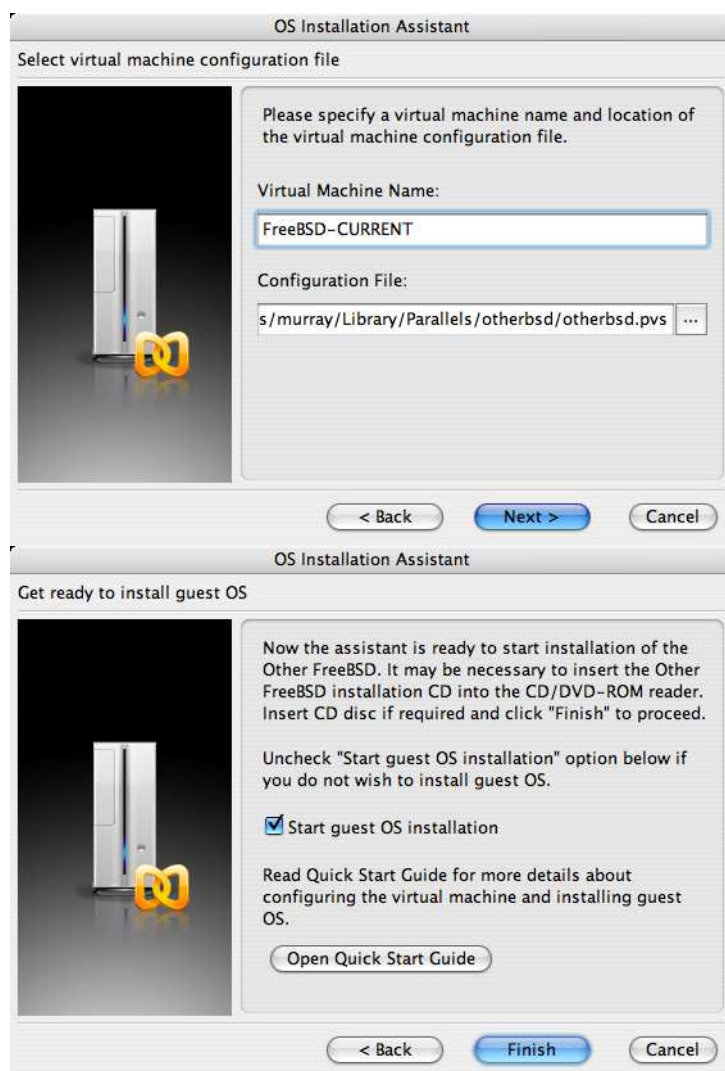 OS Installation Assistant
Select virtual machine configuration file
Please specify a virtual machine name and location of
the virtual machine configuration file.
Virtual Machine Name:
FreeBSD-CURRENT
Configuration File:
s/murray/Library/Parallels/otherbsd/otherbsd.pvs ...
< Back Next > Cancel
OS Installation Assistant
Get ready to install guest OS
Now the assistant is ready to start installation of the
Other FreeBSD. It may be necessary to insert the Other
FreeBSD installation CD into the CD/DVD-ROM reader.
Insert CD disc if required and click "Finish" to proceed.
Uncheck "Start guest OS installation" option below if
you do not wish to install guest OS.
Start guest OS installation
Read Quick Start Guide for more details about
configuring the virtual machine and installing guest
OS.
Open Quick Start Guide
< Back Finish Cancel